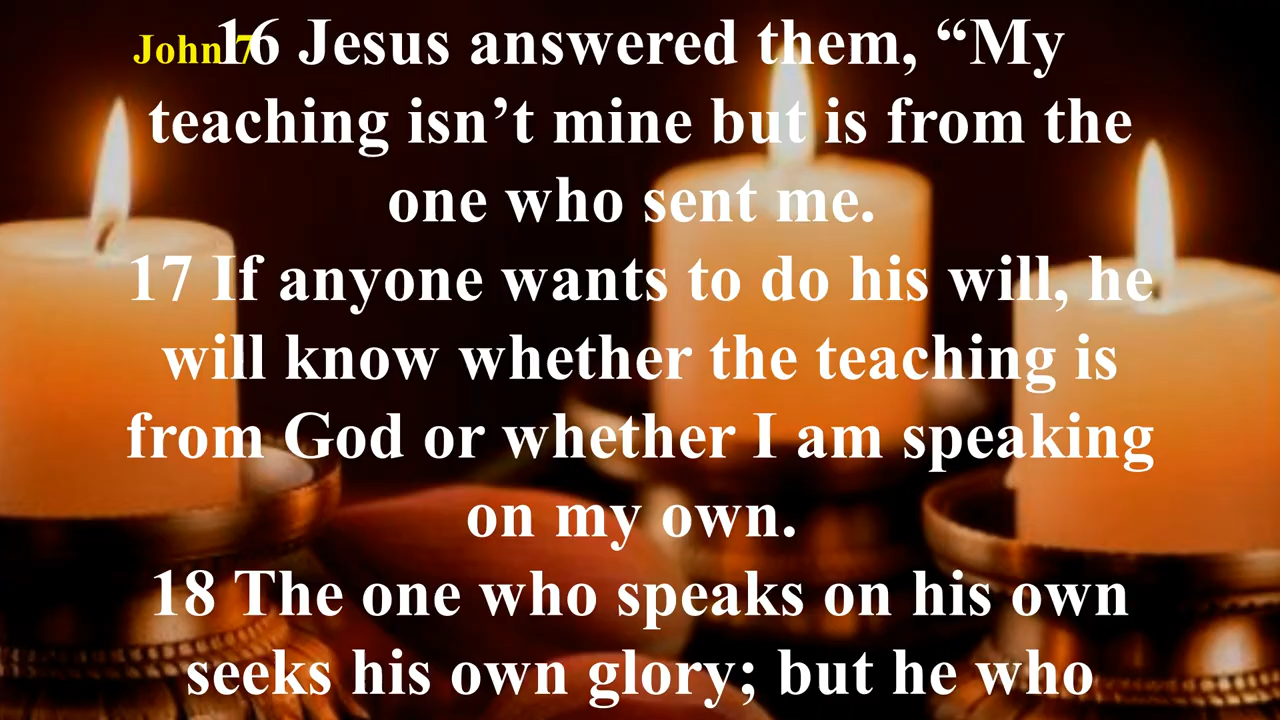 John 7
16 Jesus answered them, “My
teaching isn’t mine but is from the
one who sent me.
17 If anyone wants to do his will, he
will know whether the teaching is
from God or whether I am speaking
on my own.
18 The one who speaks on his own
seeks his own glory; but he who